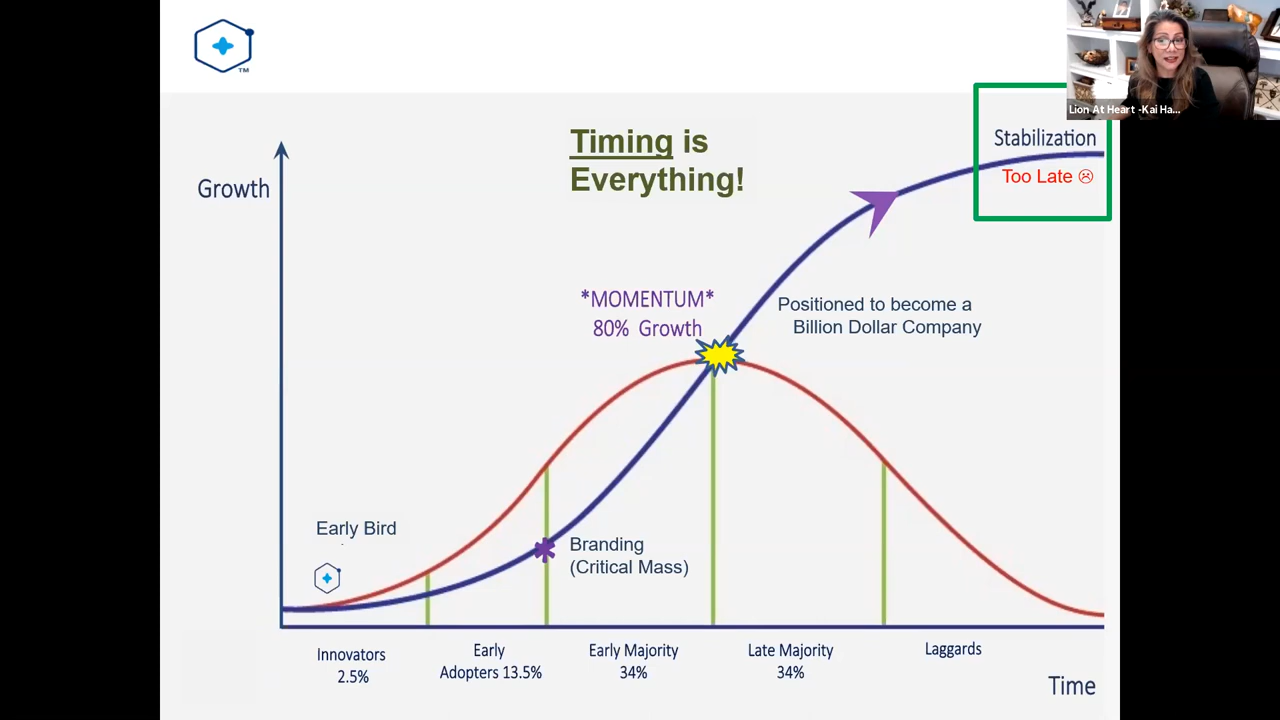 TM
Lion At Heart -Kai Ha...
Timing is
Everything!
Stabilization
Too Late ☹
Growth
*MOMENTUM*
80% Growth
Positioned to become a
Billion Dollar Company
Early Bird
Branding
(Critical Mass)
Innovators
2.5%
Early
Adopters 13.5%
Early Majority
34%
Late Majority
34%
Laggards
Time